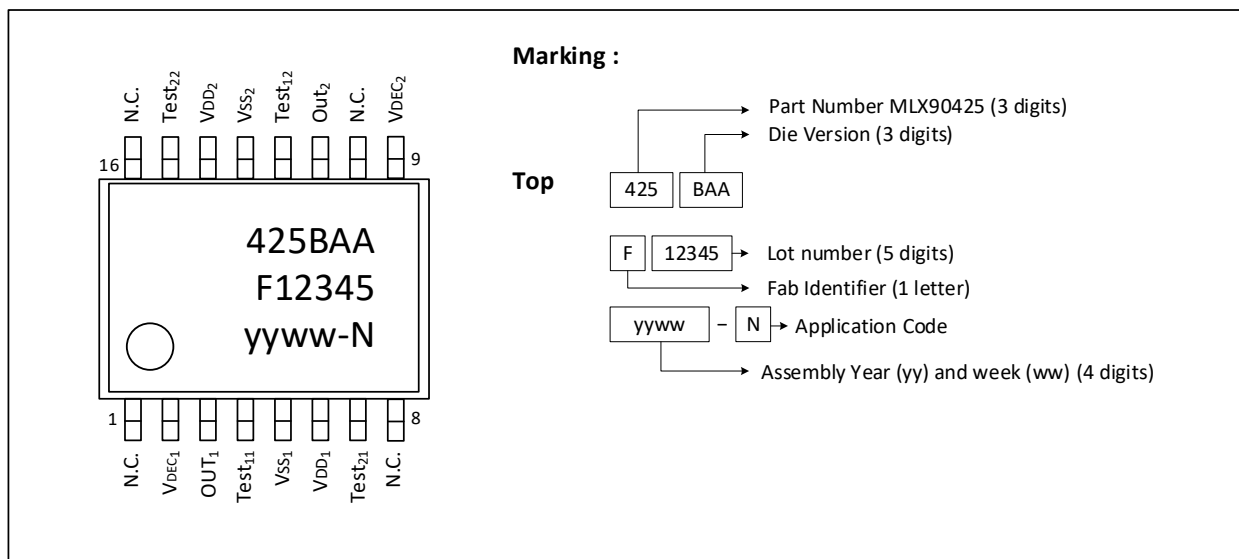 Marking :
N.C. Test22 VDD2 VSS2 Test12 Out2 N.C. VDEC2
16 9
425BAA
F12345
yyww-N
1 8
N.C. VDEC1 OUT1 Test11 VSS1 VDD1 Test21 N.C.
Part Number MLX90425 (3 digits)
Die Version (3 digits)
Top
425 BAA
F 12345 Lot number (5 digits)
Fab Identifier (1 letter)
yyww - N Application Code
Assembly Year (yy) and week (ww) (4 digits)